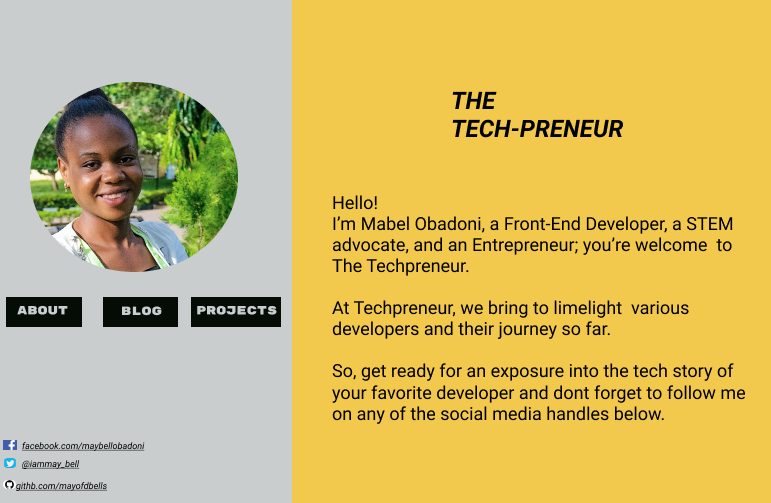 THE
TECH-PRENEUR
Hello!
I'm Mabel Obadoni, a Front-End Developer, a STEM
advocate, and an Entrepreneur; you're welcome  to
The Techpreneur.
At Techpreneur, we bring to limelight  various
developers and their journey so far.
So, get ready for an exposure into the tech story of
your favorite developer and dont forget to follow me
on any of the social media handles below.
ABOUT
BLOG
PROJECTS
facebook.com/maybellobadoni
@iammay_bell
githb.com/mayofdbells